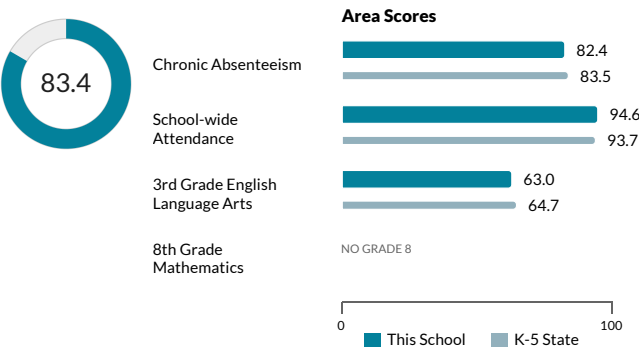 Area Scores
83.4
Chronic Absenteeism
82.4
83.5
School-wide
Attendance
94.6
93.7
3rd Grade English
Language Arts
63.0
64.7
8th Grade
Mathematics
NO GRADE 8
0
100
This School
K-5 State